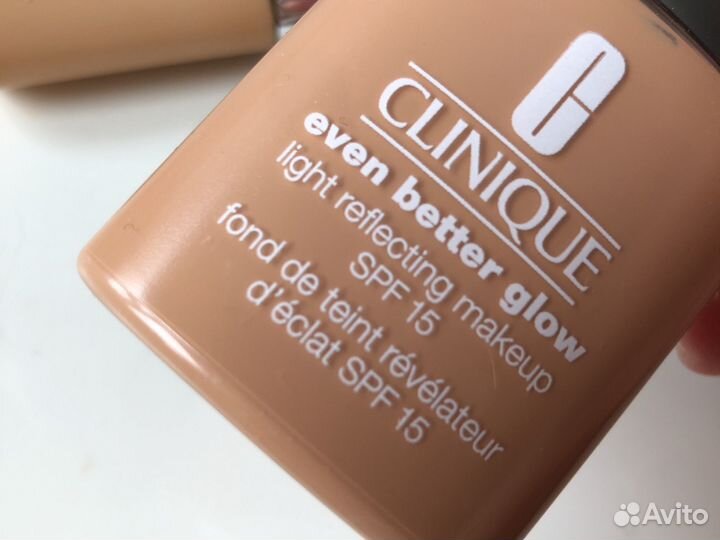 C
CLINIQUE
even better glow
light reflecting makeup
SPF 15
fond de teint révélateur
d'éclat SPF 15
Avito